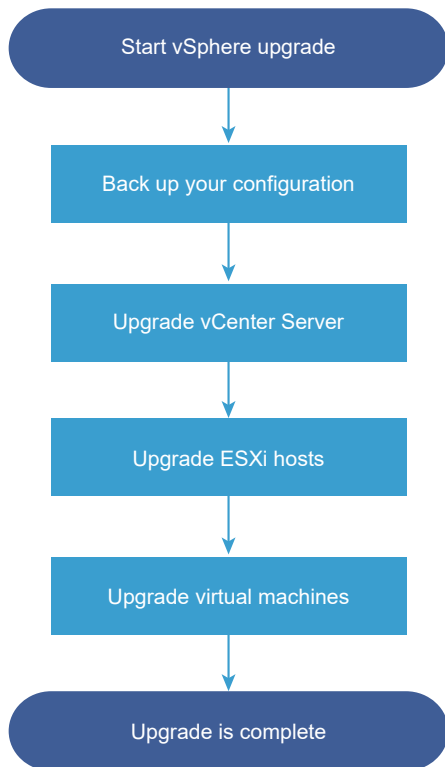 Start vSphere upgrade
Back up your configuration
Upgrade vCenter Server
Upgrade ESXi hosts
Upgrade virtual machines
Upgrade is complete